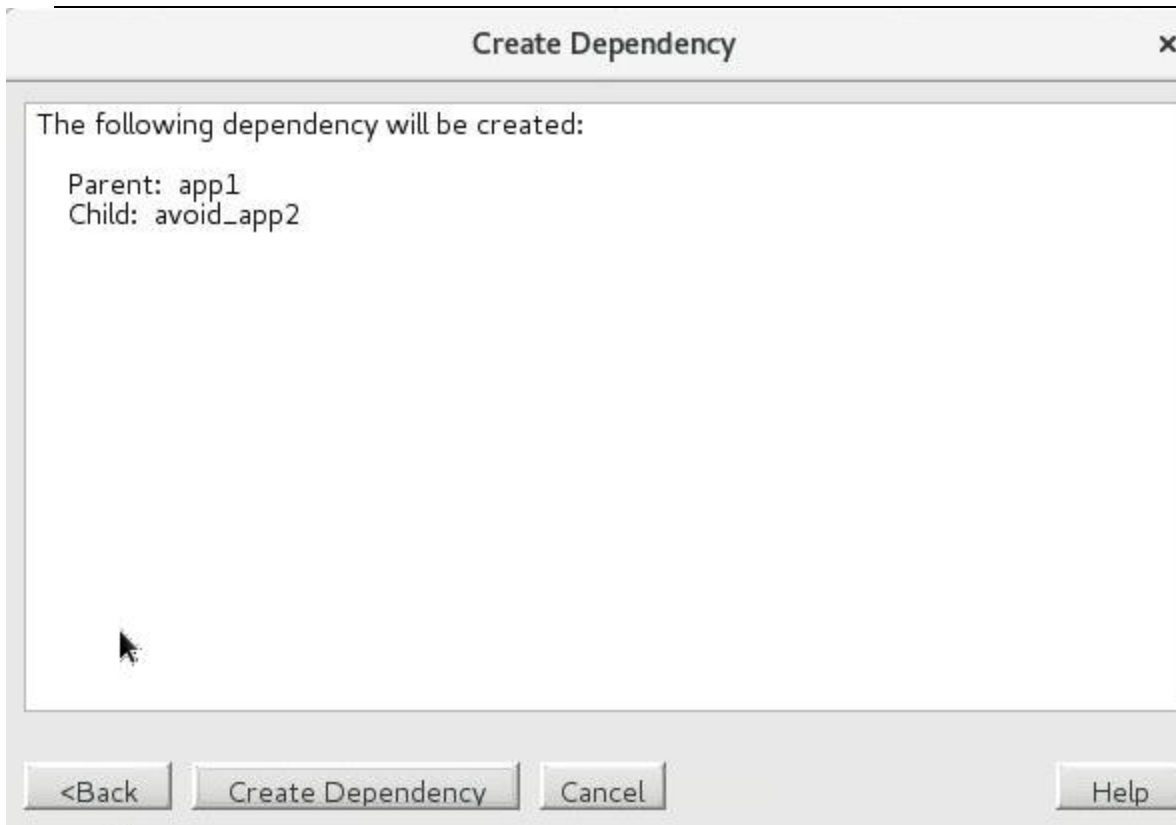 Create Dependency ×
The following dependency will be created:
Parent: app1
Child: avoid_app2
<Back Create Dependency Cancel Help